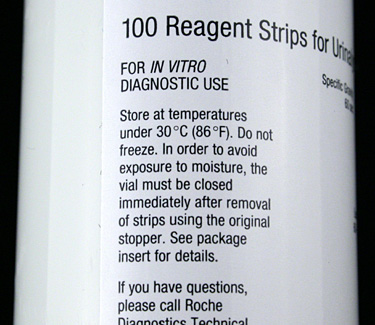 100 Reagent Strips for
FOR IN VITRO
DIAGNOSTIC USE
Specific
Store at temperatures
under 30°C (86°F). Do not
freeze. In order to avoid
exposure to moisture, the
vial must be closed
immediately after removal
of strips using the original
stopper. See package
insert for details.
If you have questions,
please call Roche
Diagnostics Technical